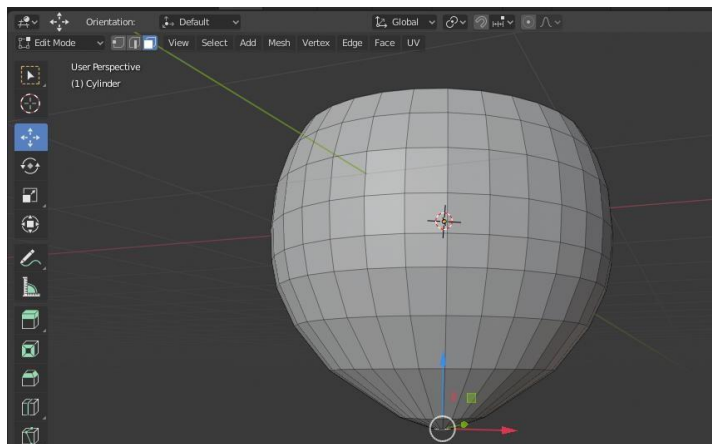 Orientation: Default Global
Edit Mode View Select Add Mesh Vertex Edge Face UV
User Perspective
(1) Cylinder